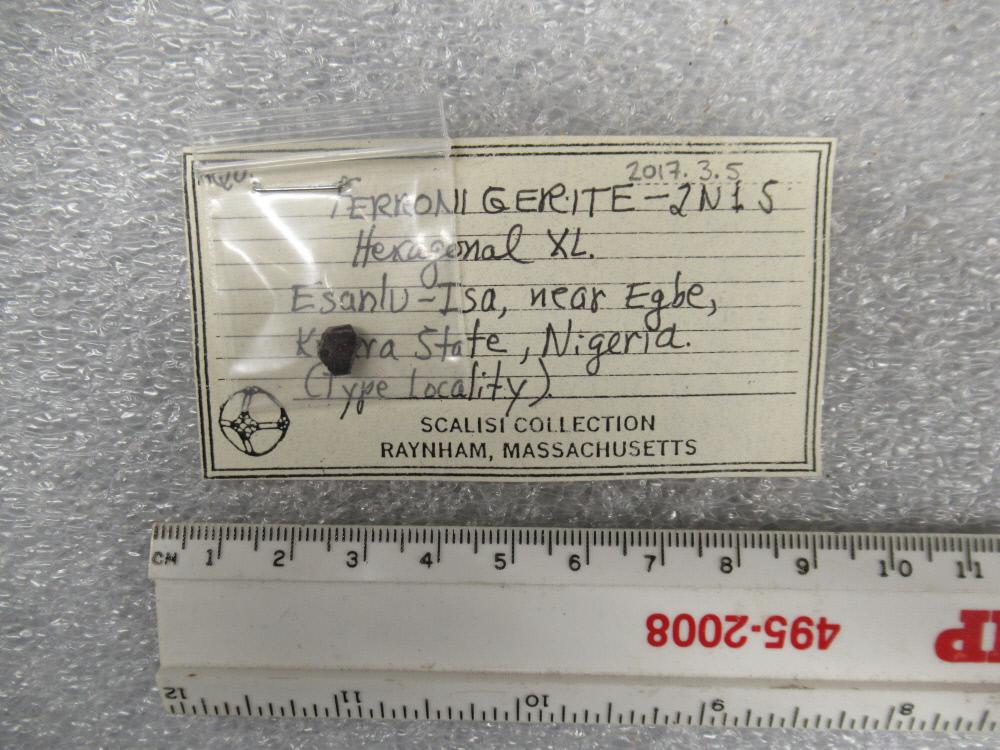 2017.3.5
FERRONIGERITE-2N1S
Hexagonal XL.
Esanlu-Isa, near Egbe,
Kwara State, Nigeria.
(Type Locality).
SCALISI COLLECTION
RAYNHAM, MASSACHUSETTS
CM 1 2 3 4 5 6 7 8 9 10 11
495-2008
12 11 10 9 8